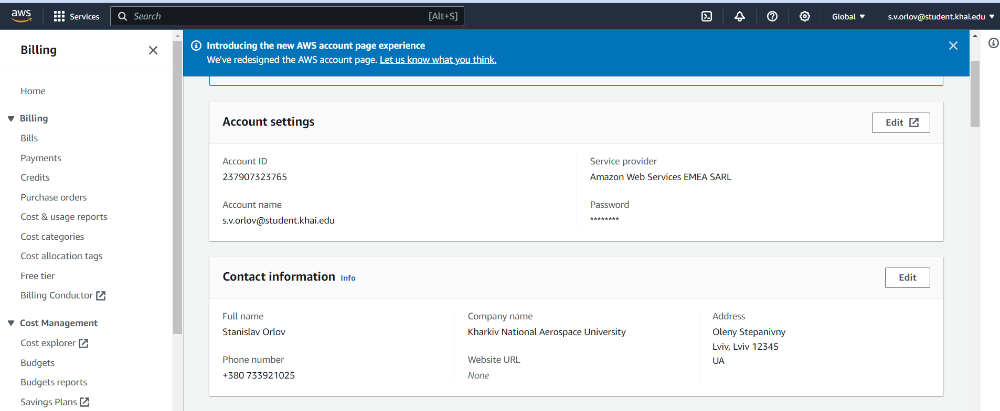 aws
Services
Search [Alt+S]
Global
s.v.orlov@student.khai.edu
Billing
Home
Billing
Bills
Payments
Credits
Purchase orders
Cost & usage reports
Cost categories
Cost allocation tags
Free tier
Billing Conductor
Cost Management
Cost explorer
Budgets
Budgets reports
Savings Plans
Introducing the new AWS account page experience
We've redesigned the AWS account page. Let us know what you think.
Account settings
Edit
Account ID
237907323765
Account name
s.v.orlov@student.khai.edu
Service provider
Amazon Web Services EMEA SARL
Password
********
Contact information Info
Edit
Full name
Stanislav Orlov
Phone number
+380 733921025
Company name
Kharkiv National Aerospace University
Website URL
None
Address
Oleny Stepanivny
Lviv, Lviv 12345
UA